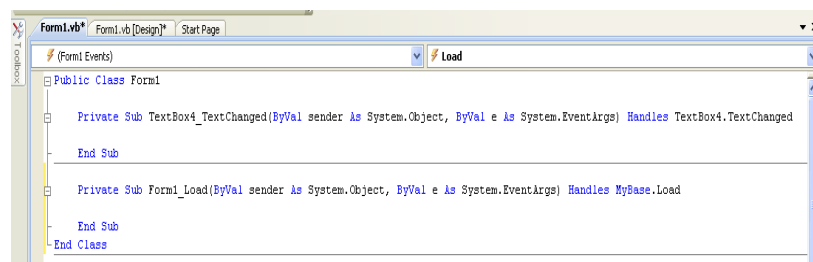 Form1.vb* Form1.vb [Design]* Start Page
Toolbox
(Form1 Events) Load
Public Class Form1
Private Sub TextBox4_TextChanged(ByVal sender As System.Object, ByVal e As System.EventArgs) Handles TextBox4.TextChanged
End Sub
Private Sub Form1_Load(ByVal sender As System.Object, ByVal e As System.EventArgs) Handles MyBase.Load
End Sub
End Class